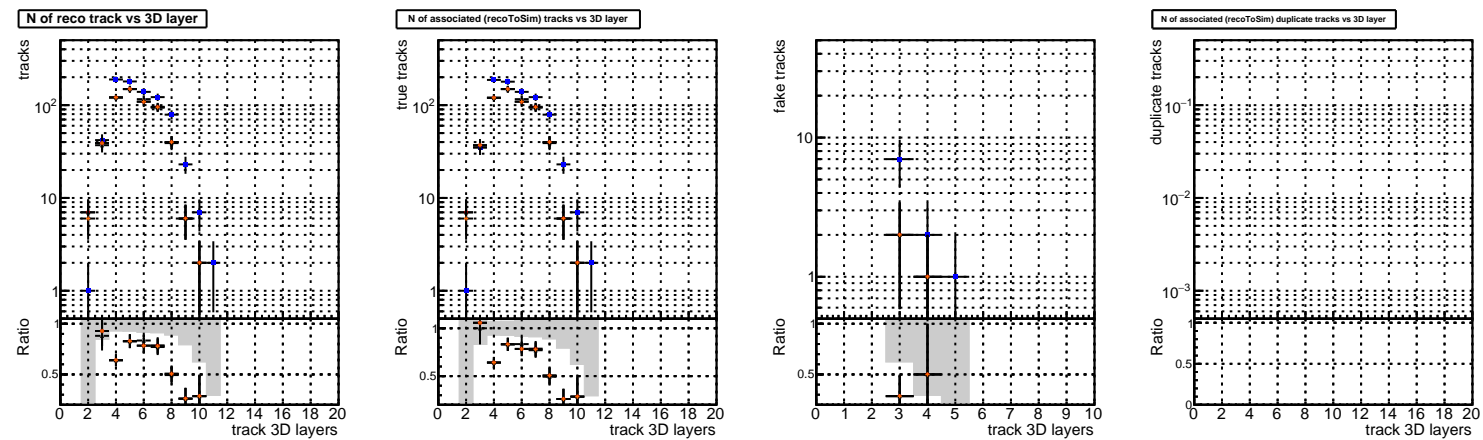 N of reco track vs 3D layer
tracks
10²
10
1
Ratio
1
0.5
0 2 4 6 8 10 12 14 16 18 20
track 3D layers
N of associated (recoToSim) tracks vs 3D layer
true tracks
10²
10
1
Ratio
1
0.5
0 2 4 6 8 10 12 14 16 18 20
track 3D layers
fake tracks
10
1
Ratio
1
0.5
0 1 2 3 4 5 6 7 8 9 10
track 3D layers
N of associated (recoToSim) duplicate tracks vs 3D layer
duplicate tracks
10⁻¹
10⁻²
10⁻³
Ratio
1
0.5
0
0 2 4 6 8 10 12 14 16 18 20
track 3D layers